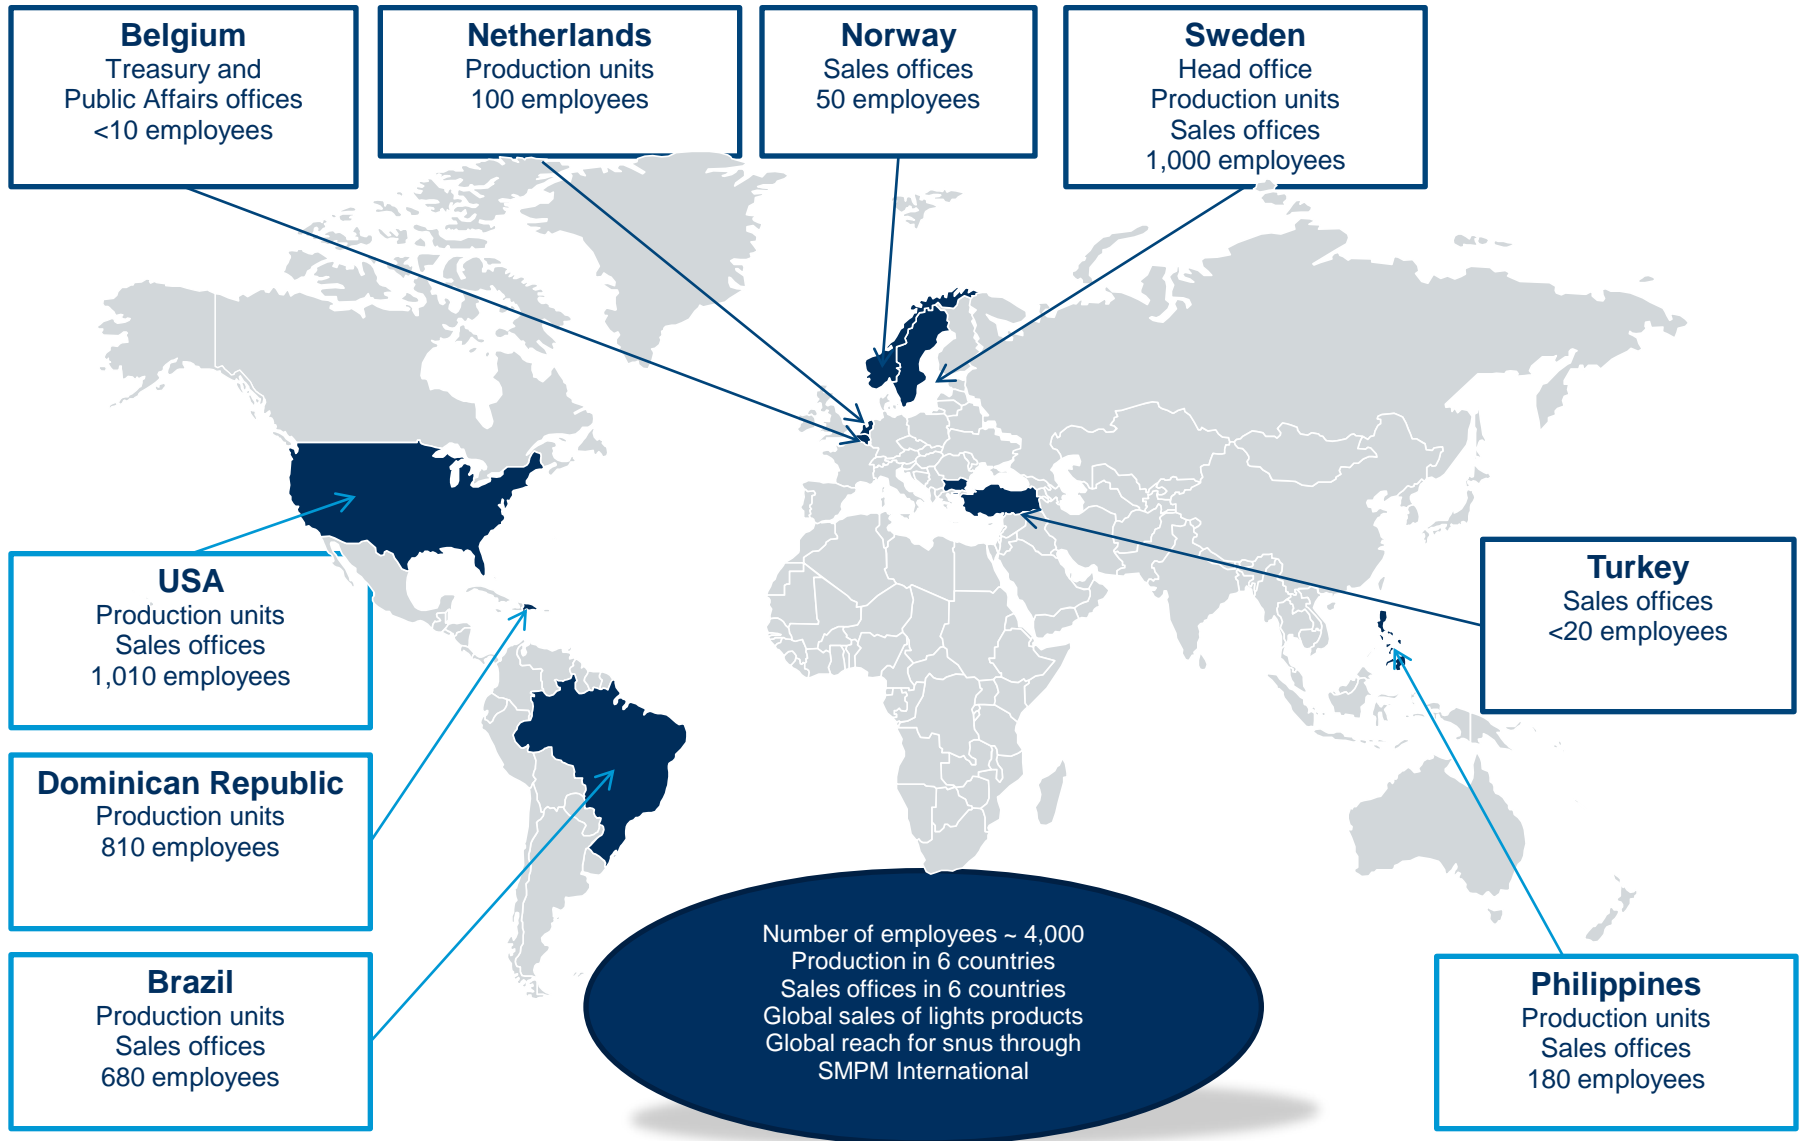 Belgium
Treasury and
Public Affairs offices
<10 employees
Netherlands
Production units
100 employees
Norway
Sales offices
50 employees
Sweden
Head office
Production units
Sales offices
1,000 employees
USA
Production units
Sales offices
1,010 employees
Turkey
Sales offices
<20 employees
Dominican Republic
Production units
810 employees
Brazil
Production units
Sales offices
680 employees
Number of employees ~ 4,000
Production in 6 countries
Sales offices in 6 countries
Global sales of lights products
Global reach for snus through
SMPM International
Philippines
Production units
Sales offices
180 employees